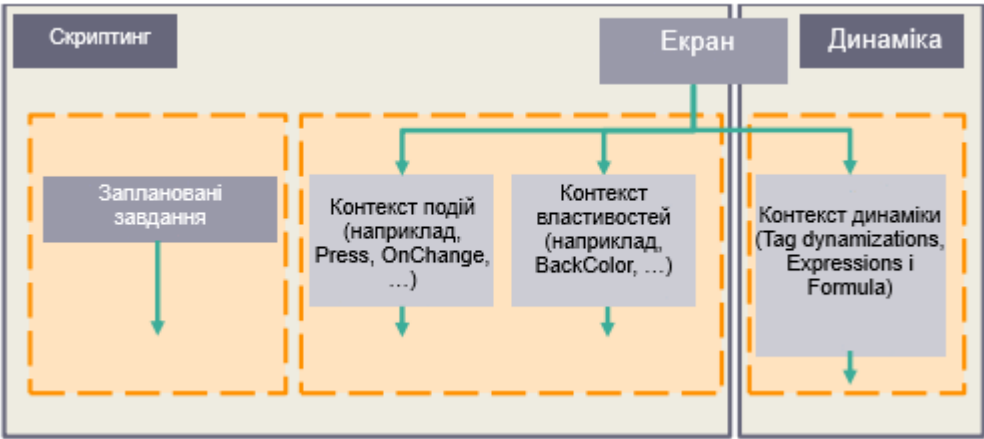 Скриптинг
Екран
Динаміка
Заплановані
завдання
Контекст подій
(наприклад,
Press, OnChange,
…)
Контекст
властивостей
(наприклад,
BackColor, …)
Контекст динаміки
(Tag dynamizations,
Expressions і
Formula)